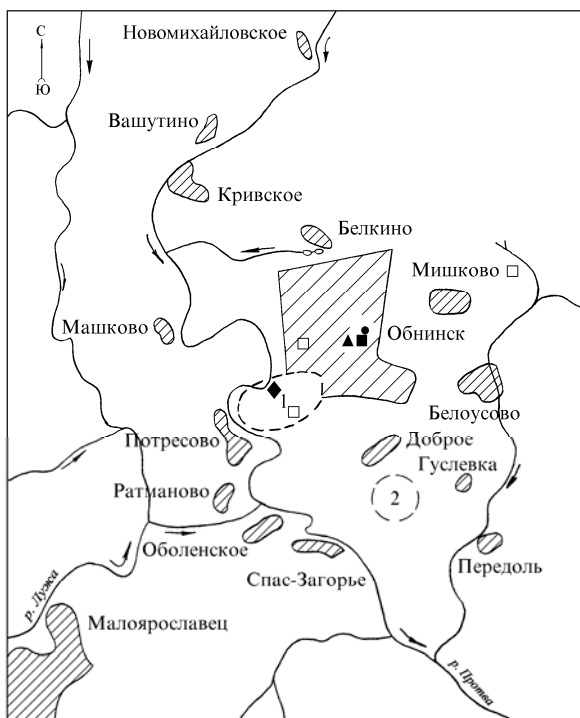 С
Ю
Новомихайловское
Вашутино
Кривское
Белкино
Мишково
Машково
Обнинск
1
Белоусово
Потресово
Доброе
Гуслевка
Ратманово
2
Оболенское
Передоль
Спас-Загорье
р. Лужа
Малоярославец
р. Протва